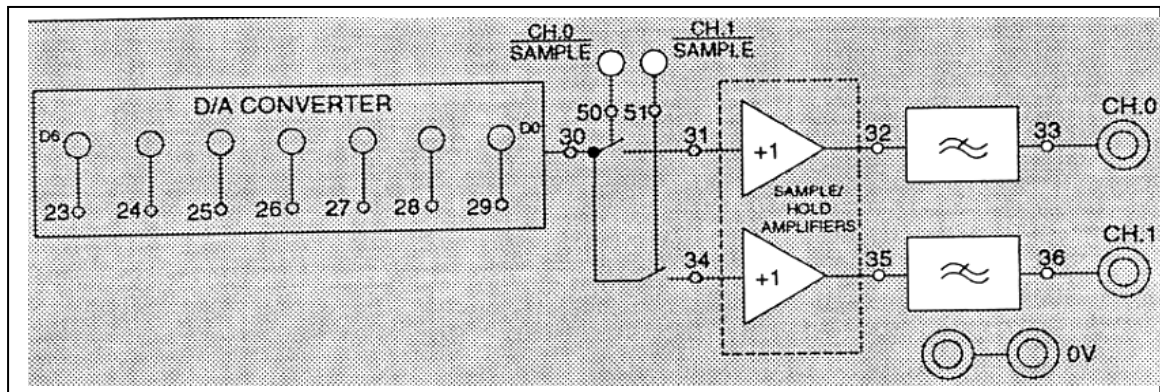 CH.0
SAMPLE
CH.1
SAMPLE
D/A CONVERTER
D6
D0
23
24
25
26
27
28
29
30
50
51
31
+1
32
33
CH.0
SAMPLE/
HOLD
AMPLIFIERS
34
+1
35
36
CH.1
0V